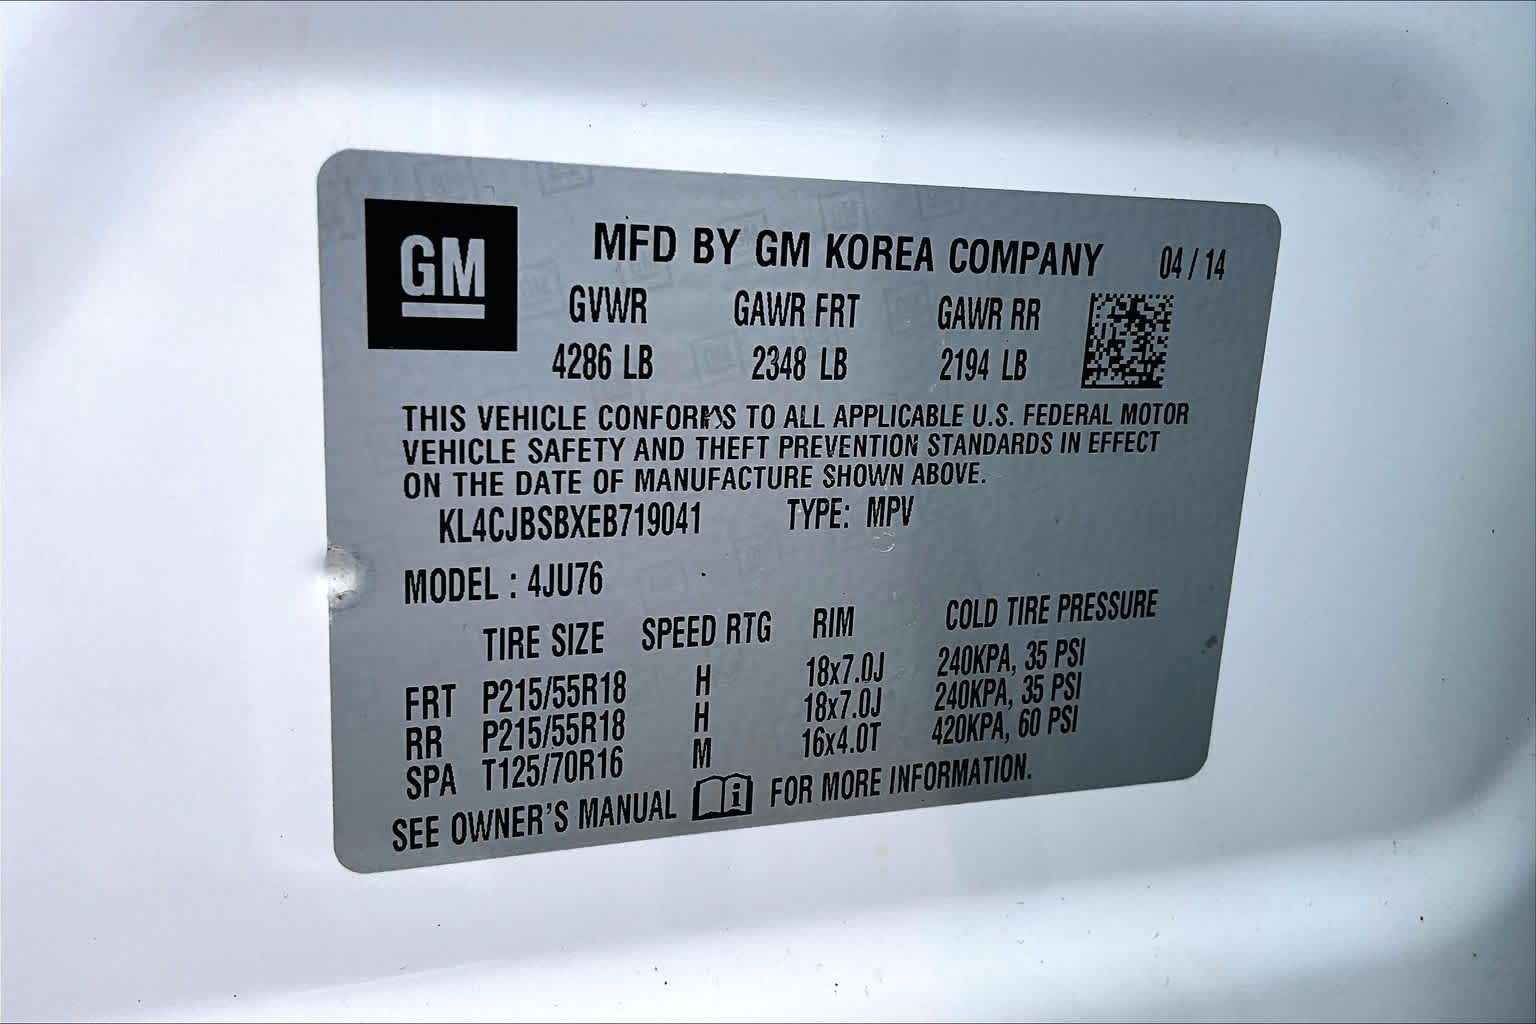 GM
MFD BY GM KOREA COMPANY 04 / 14
GVWR GAWR FRT GAWR RR
4286 LB 2348 LB 2194 LB
THIS VEHICLE CONFORMS TO ALL APPLICABLE U.S. FEDERAL MOTOR
VEHICLE SAFETY AND THEFT PREVENTION STANDARDS IN EFFECT
ON THE DATE OF MANUFACTURE SHOWN ABOVE.
KL4CJBSBXEB719041 TYPE: MPV
MODEL : 4JU76
TIRE SIZE SPEED RTG RIM COLD TIRE PRESSURE
FRT P215/55R18 H 18x7.0J 240KPA, 35 PSI
RR P215/55R18 H 18x7.0J 240KPA, 35 PSI
SPA T125/70R16 M 16x4.0T 420KPA, 60 PSI
SEE OWNER'S MANUAL i FOR MORE INFORMATION.